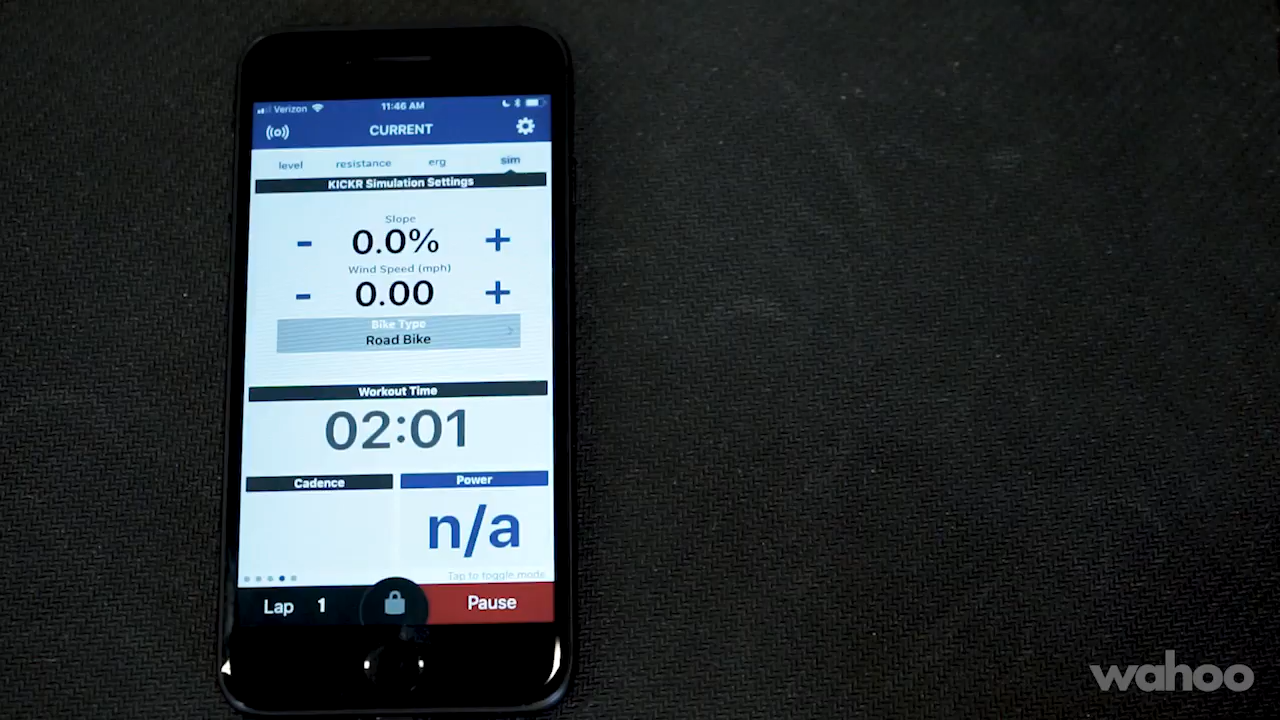 Verizon 11:46 AM
CURRENT
level resistance erg sim
KICKR Simulation Settings
Slope
- 0.0% +
Wind Speed (mph)
- 0.00 +
Bike Type
Road Bike
Workout Time
02:01
Cadence Power
n/a
Tap to toggle mode
Lap 1 Pause
wahoo